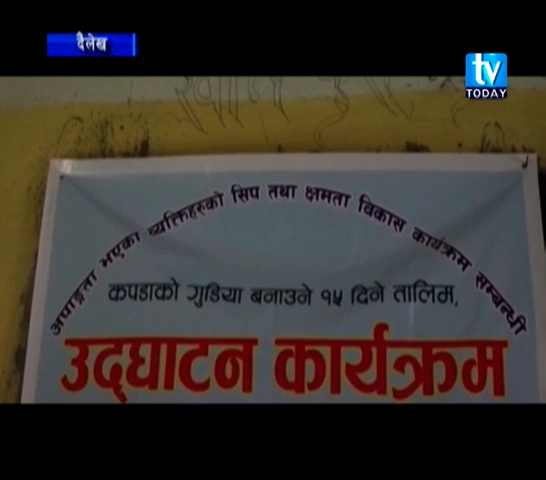 दैलेख
tv
TODAY
अपाङ्गता भएका व्यक्तिहरुको सिप तथा क्षमता विकास कार्यक्रम सम्बन्धी
कपडाको गुडिया बनाउने १५ दिने तालिम,
उद्घाटन कार्यक्रम